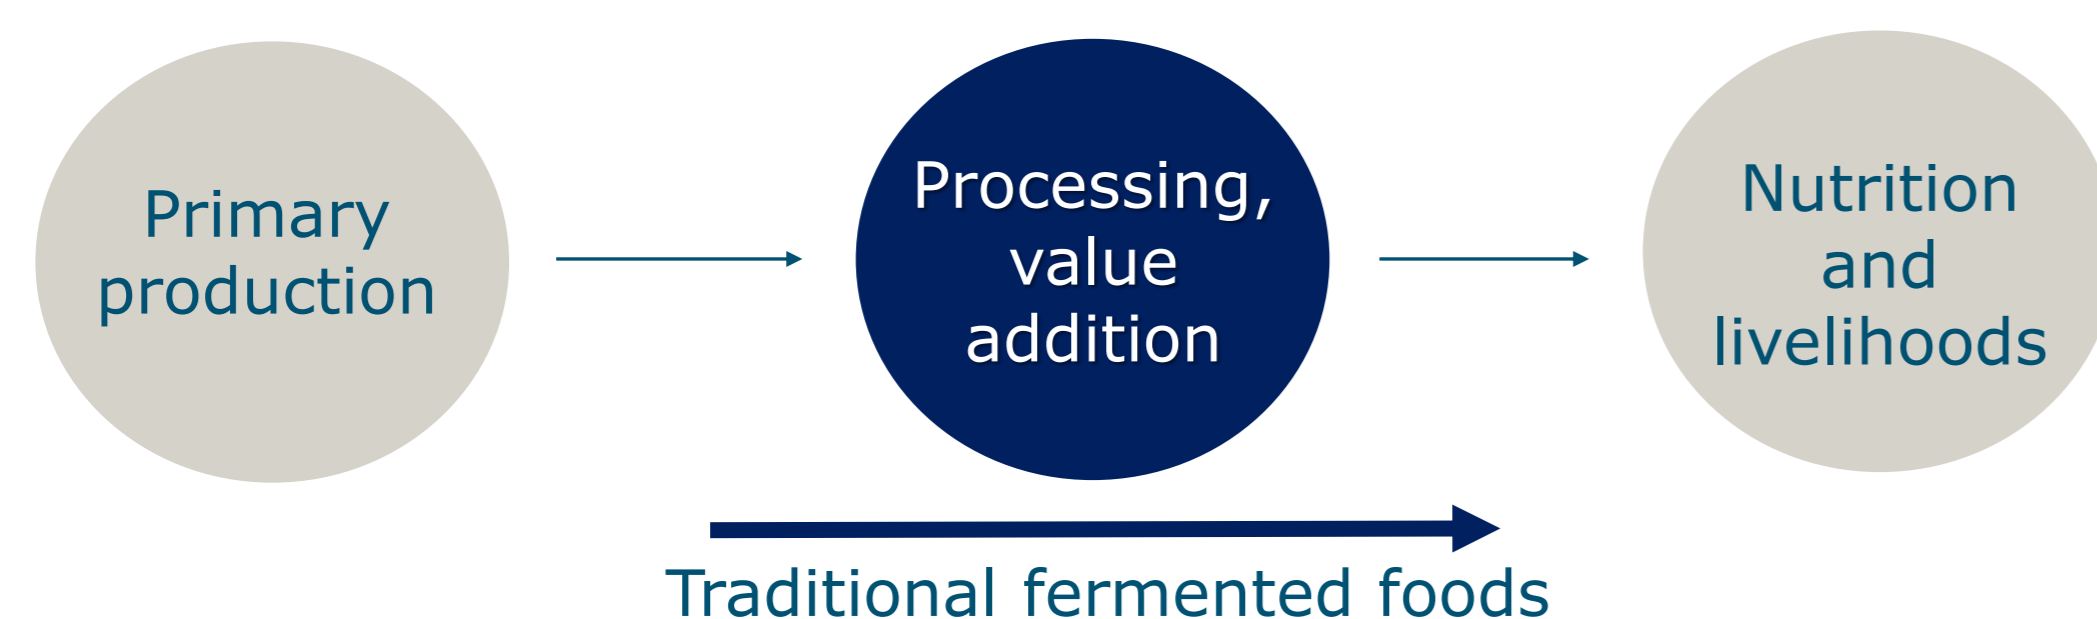 Primary
production
Processing,
value
addition
Nutrition
and
livelihoods
Traditional fermented foods